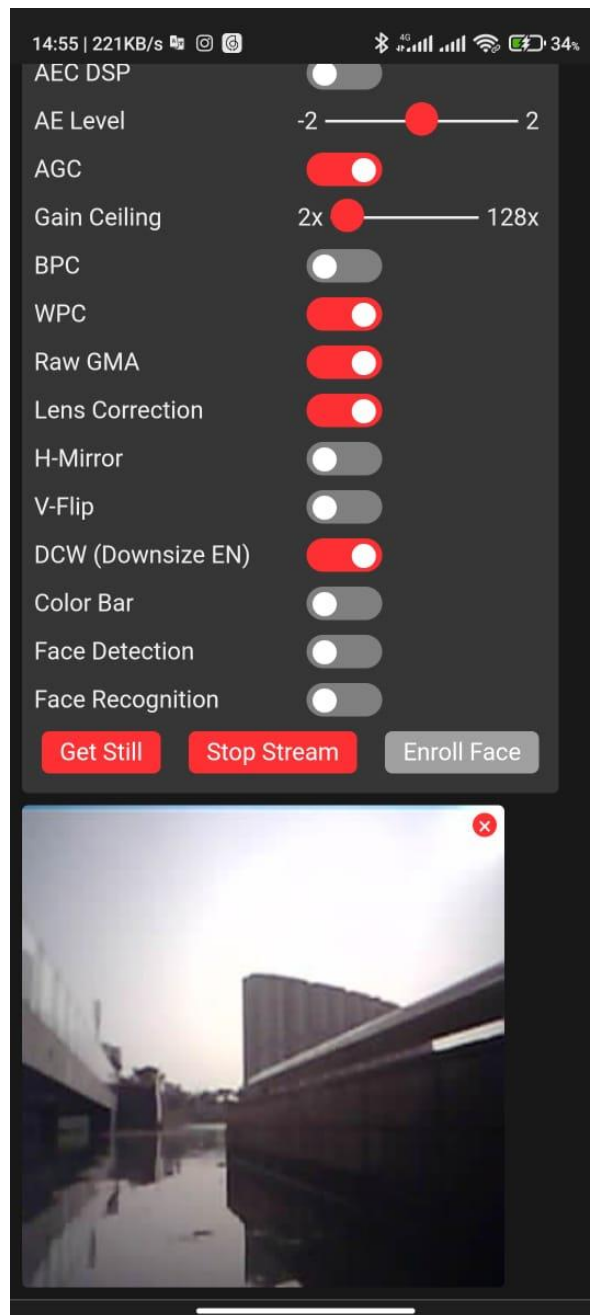 14:55 | 221KB/s 4G 34%
AEC DSP
AE Level -2 2
AGC
Gain Ceiling 2x 128x
BPC
WPC
Raw GMA
Lens Correction
H-Mirror
V-Flip
DCW (Downsize EN)
Color Bar
Face Detection
Face Recognition
Get Still Stop Stream Enroll Face